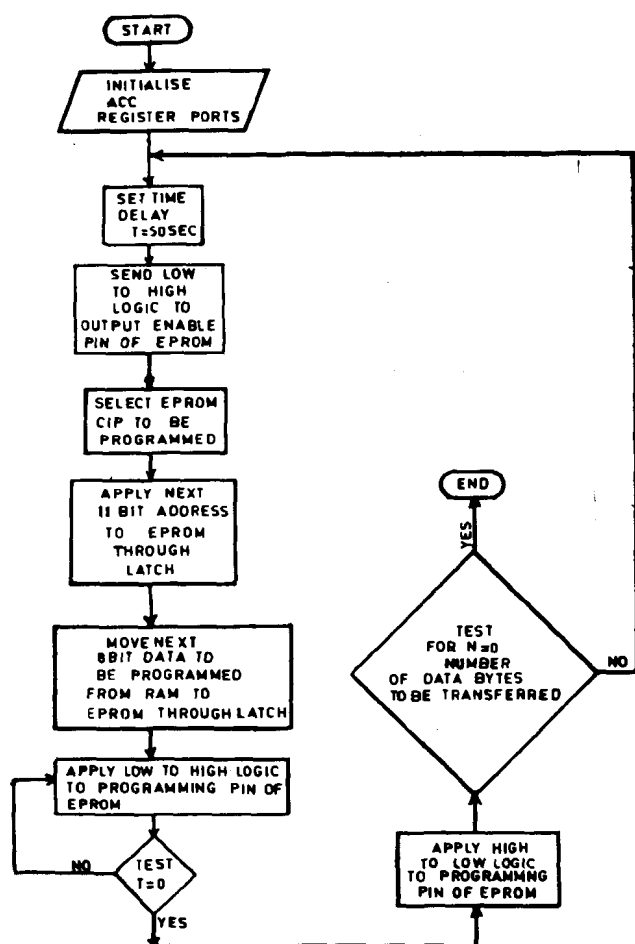 START
INITIALISE
ACC
REGISTER PORTS
SET TIME
DELAY
T=50SEC
SEND LOW
TO HIGH
LOGIC TO
OUTPUT ENABLE
PIN OF EPROM
SELECT EPROM
CIP TO BE
PROGRAMMED
APPLY NEXT
11 BIT ADDRESS
TO EPROM
THROUGH
LATCH
MOVE NEXT
8BIT DATA TO
BE PROGRAMMED
FROM RAM TO
EPROM THROUGH LATCH
APPLY LOW TO HIGH LOGIC
TO PROGRAMMING PIN OF
EPROM
NO
TEST
T=0
YES
APPLY HIGH
TO LOW LOGIC
TO PROGRAMMNG
PIN OF EPROM
TEST
FOR N=0
NUMBER
OF DATA BYTES
TO BE TRANSFERRED
NO
YES
END